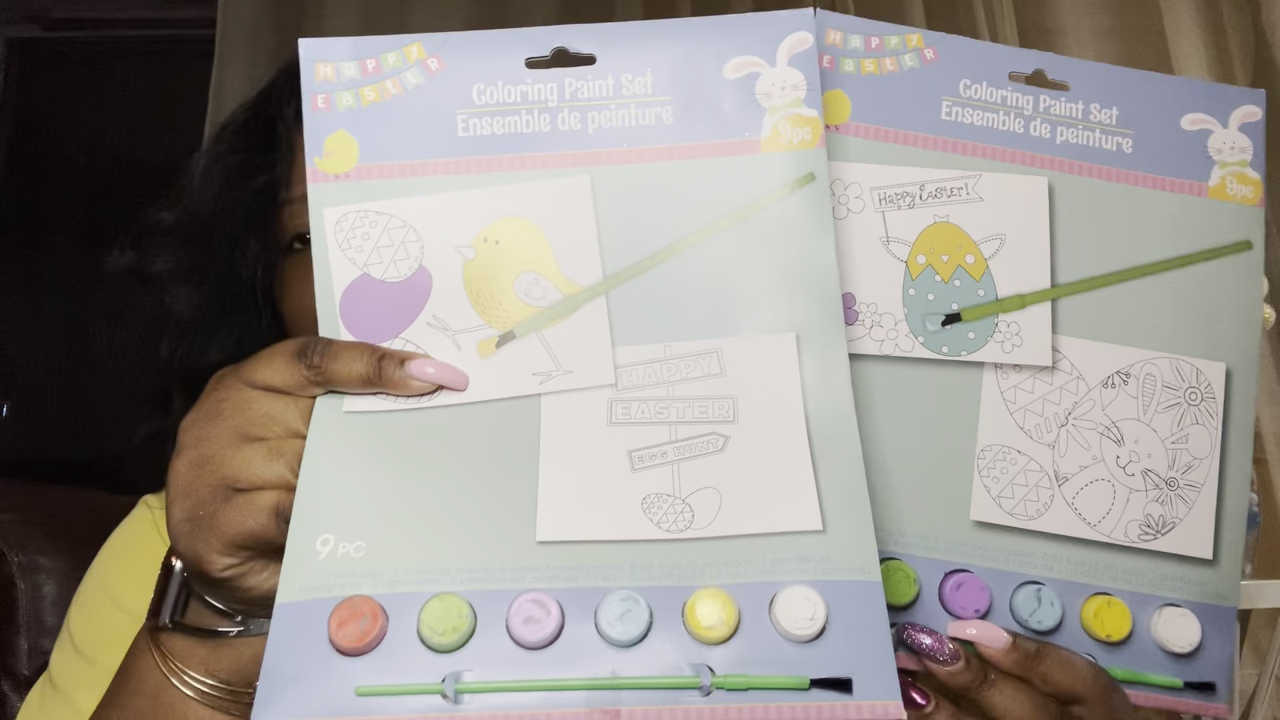 HAPPY
EASTER
Coloring Paint Set
Ensemble de peinture
9pc
HAPPY
EASTER
EGG HUNT
9 PC
HAPPY
EASTER
Coloring Paint Set
Ensemble de peinture
9pc
Happy Easter!